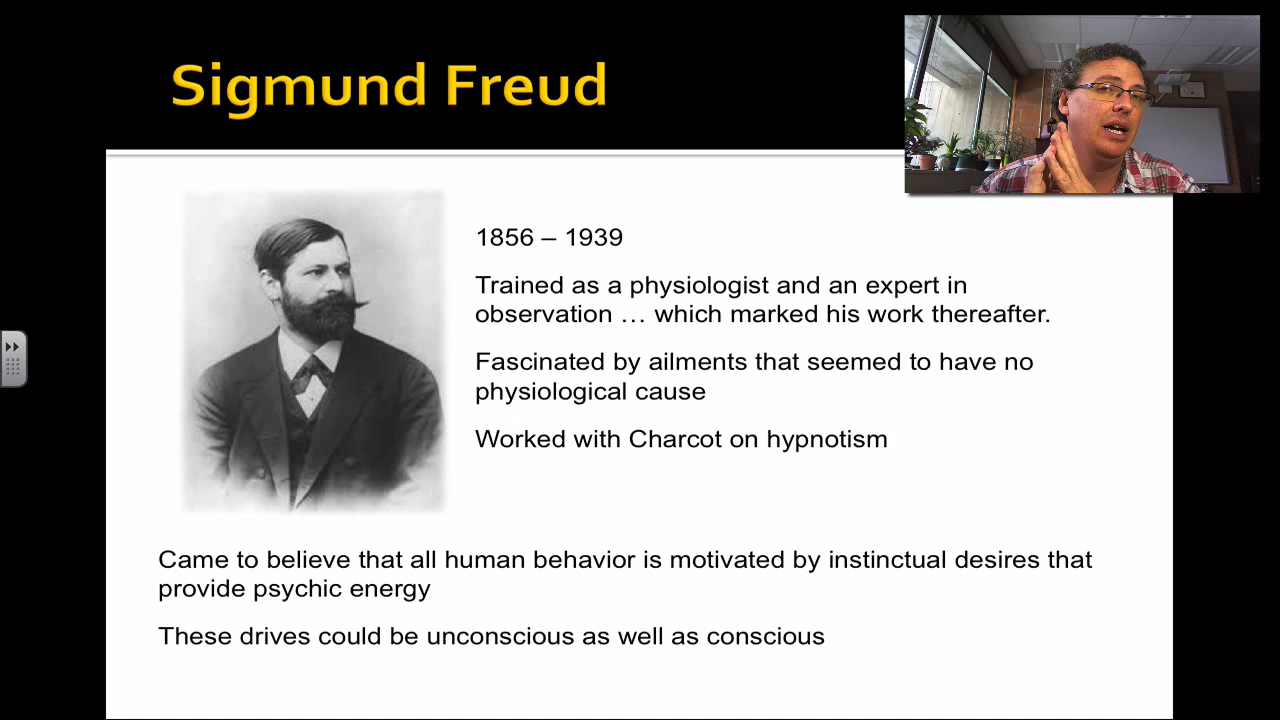 Sigmund Freud
1856 – 1939
Trained as a physiologist and an expert in
observation … which marked his work thereafter.
Fascinated by ailments that seemed to have no
physiological cause
Worked with Charcot on hypnotism
Came to believe that all human behavior is motivated by instinctual desires that
provide psychic energy
These drives could be unconscious as well as conscious